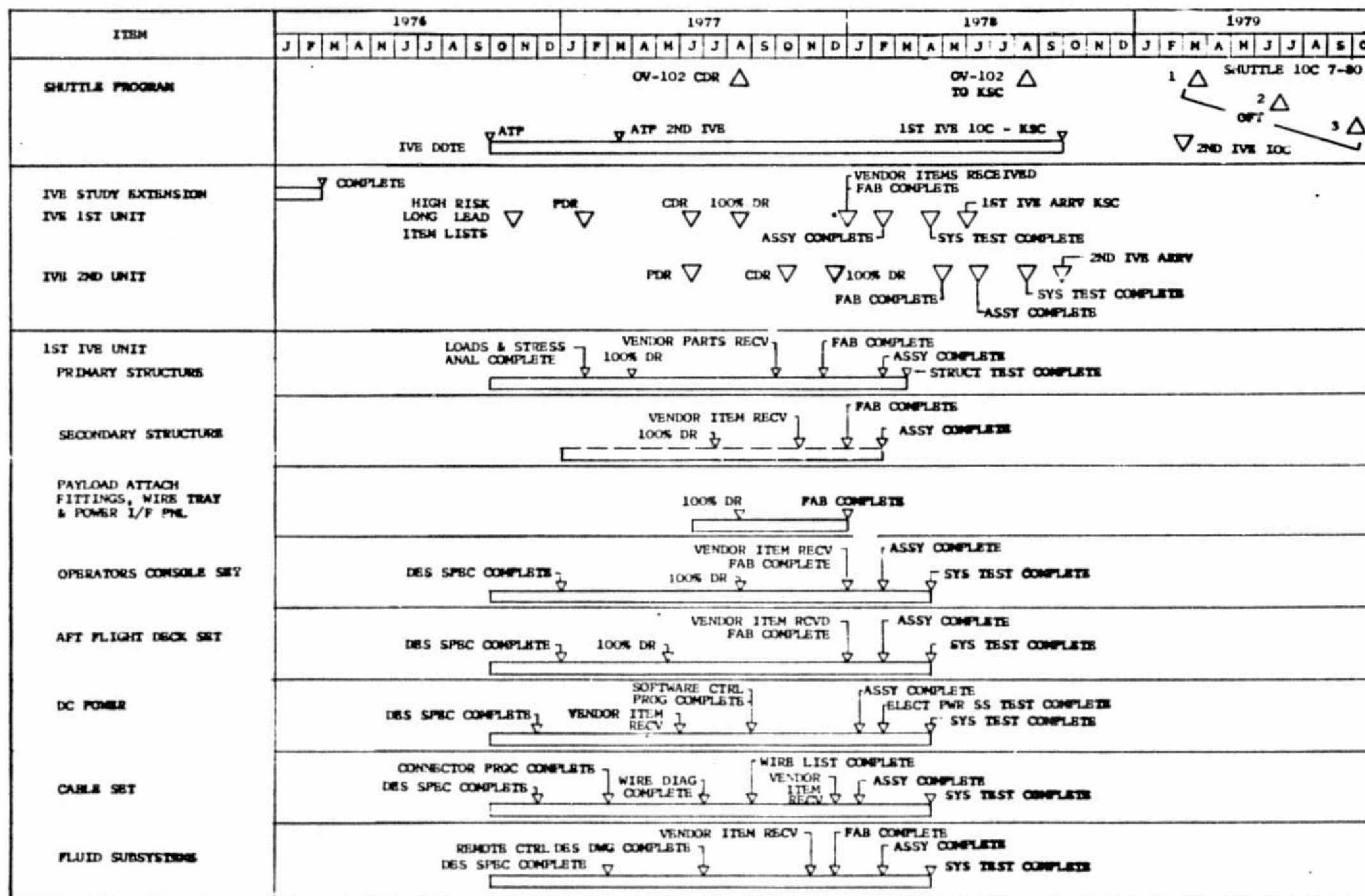 ITEM
1976 1977 1978 1979
J F M A M J J A S O N D J F M A M J J A S O N D J F M A M J J A S O N D J F M A M J J A S O
SHUTTLE PROGRAM
OV-102 CDR
OV-102
TO KSC
1
SHUTTLE IOC 7-80
2
OFT
3
ATP
ATP 2ND IVE
1ST IVE IOC - KSC
IVE DDTE
2ND IVE IOC
IVE STUDY EXTENSION
COMPLETE
VENDOR ITEMS RECEIVED
FAB COMPLETE
IVE 1ST UNIT
HIGH RISK
LONG LEAD
ITEM LISTS
PDR
CDR
100% DR
1ST IVE ARRV KSC
ASSY COMPLETE
SYS TEST COMPLETE
IVE 2ND UNIT
PDR
CDR
100% DR
2ND IVE ARRV
FAB COMPLETE
SYS TEST COMPLETE
ASSY COMPLETE
1ST IVE UNIT
PRIMARY STRUCTURE
LOADS & STRESS
ANAL COMPLETE
VENDOR PARTS RECV
100% DR
FAB COMPLETE
ASSY COMPLETE
STRUCT TEST COMPLETE
SECONDARY STRUCTURE
VENDOR ITEM RECV
100% DR
FAB COMPLETE
ASSY COMPLETE
PAYLOAD ATTACH
FITTINGS, WIRE TRAY
& POWER I/F PNL
100% DR
FAB COMPLETE
OPERATORS CONSOLE SET
VENDOR ITEM RECV
FAB COMPLETE
ASSY COMPLETE
DES SPEC COMPLETE
100% DR
SYS TEST COMPLETE
AFT FLIGHT DECK SET
VENDOR ITEM RCVD
FAB COMPLETE
ASSY COMPLETE
DES SPEC COMPLETE
100% DR
SYS TEST COMPLETE
DC POWER
SOFTWARE CTRL
PROG COMPLETE
ASSY COMPLETE
ELECT PWR SS TEST COMPLETE
DES SPEC COMPLETE
VENDOR ITEM
RECV
SYS TEST COMPLETE
CABLE SET
WIRE LIST COMPLETE
CONNECTOR PROC COMPLETE
DES SPEC COMPLETE
WIRE DIAG
COMPLETE
VENDOR
ITEM
RECV
ASSY COMPLETE
SYS TEST COMPLETE
FLUID SUBSYSTEMS
VENDOR ITEM RECV
FAB COMPLETE
REMOTE CTRL DES DWG COMPLETE
ASSY COMPLETE
DES SPEC COMPLETE
SYS TEST COMPLETE